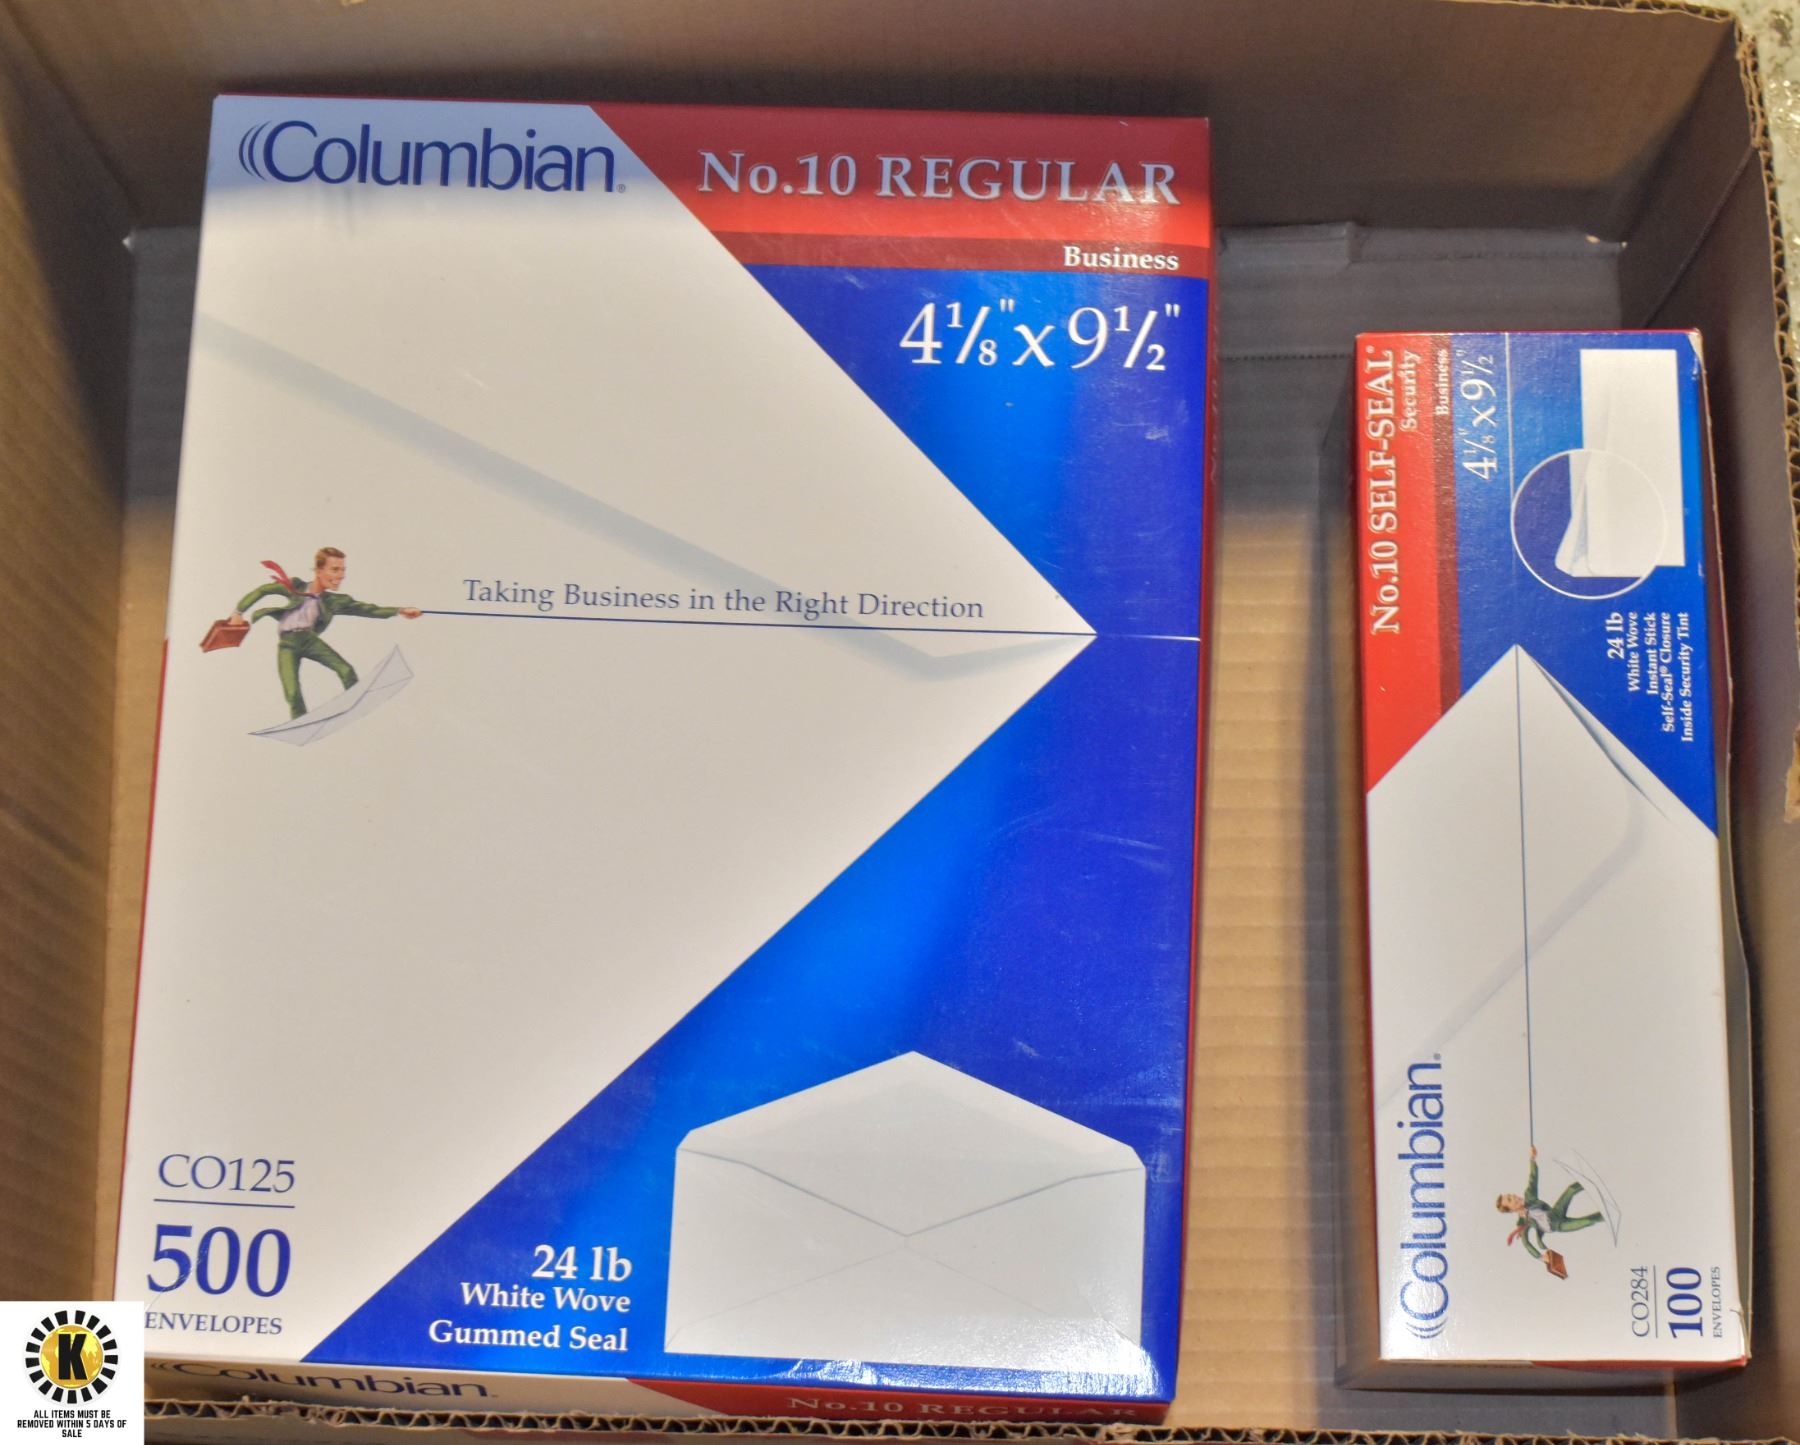 Columbian®
No.10 REGULAR
Business
4⅛" x 9½"
Taking Business in the Right Direction
CO125
500
ENVELOPES
24 lb
White Wove
Gummed Seal
Columbian.
No.10 REGULAR
No.10 SELF-SEAL®
Security
Business
4⅛" x 9½"
24 lb
White Wove
Instant Stick
Self-Seal® Closure
Inside Security Tint
Columbian®
CO284
100
ENVELOPES
K
ALL ITEMS MUST BE
REMOVED WITHIN 5 DAYS OF
SALE